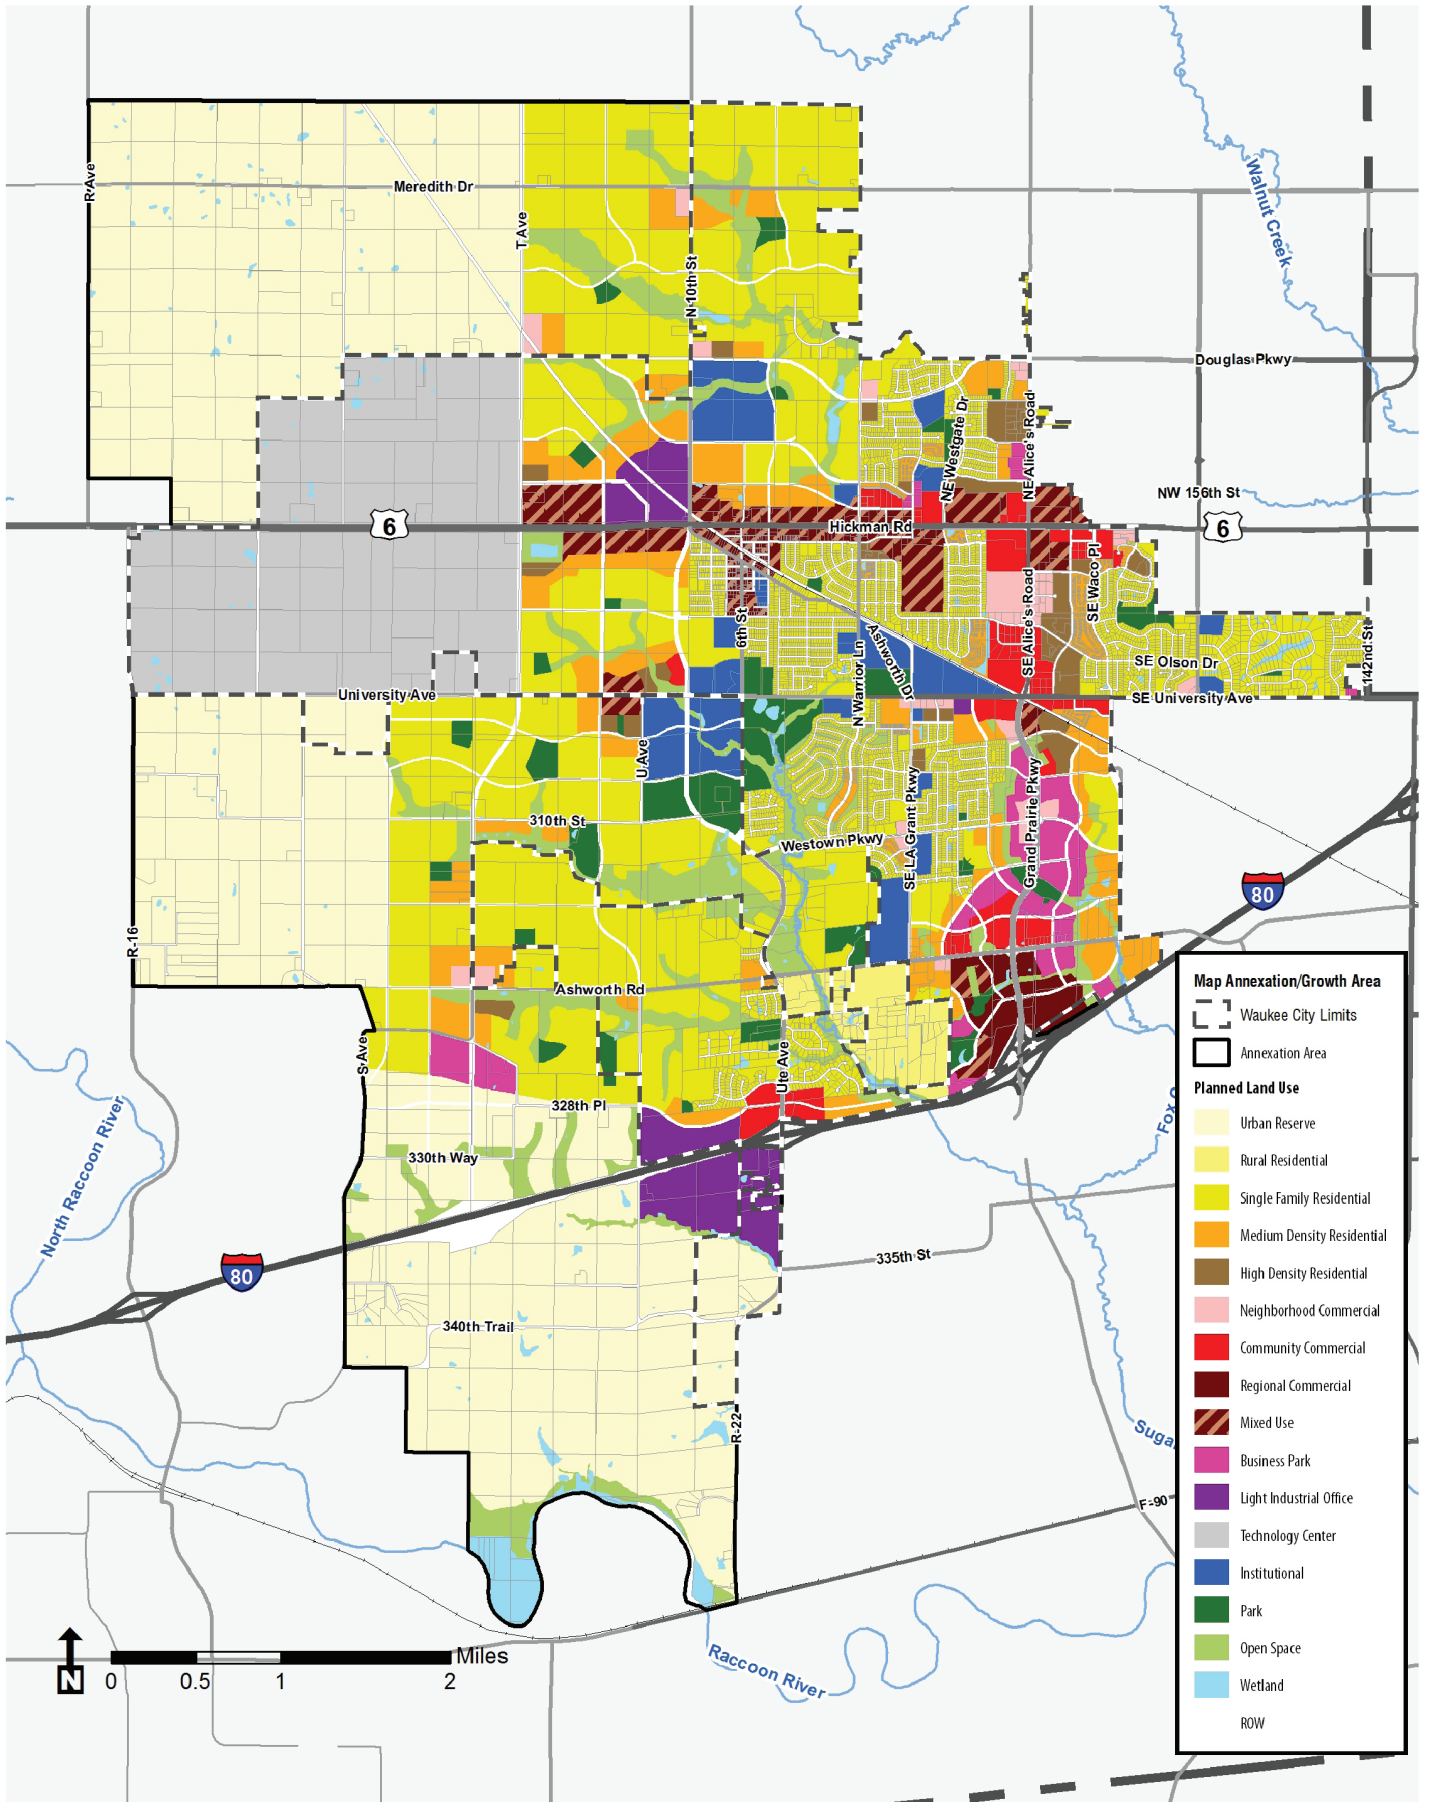 Walnut Creek
R Ave
Meredith Dr
T Ave
N 10th St
Douglas Pkwy
NE Westgate Dr
NE Alice's Road
NW 156th St
6
Hickman Rd
6
SE Waco Pl
SE Alice's Road
6th St
Ashworth Dr
N Warrior Ln
SE Olson Dr
142nd St
University Ave
SE University Ave
U Ave
SE LA Grant Pkwy
Grand Prairie Pkwy
310th St
Westown Pkwy
80
R-16
Ashworth Rd
S Ave
Ute Ave
328th Pl
330th Way
North Raccoon River
80
335th St
340th Trail
R-22
F-90
Raccoon River
N
0 0.5 1 2 Miles
Map Annexation/Growth Area
Waukee City Limits
Annexation Area
Planned Land Use
Urban Reserve
Rural Residential
Single Family Residential
Medium Density Residential
High Density Residential
Neighborhood Commercial
Community Commercial
Regional Commercial
Mixed Use
Business Park
Light Industrial Office
Technology Center
Institutional
Park
Open Space
Wetland
ROW